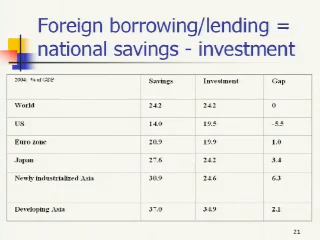 Foreign borrowing/lending =
national savings - investment
2004: % of GDP Savings Investment Gap
World 24.2 24.2 0
US 14.0 19.5 -5.5
Euro zone 20.9 19.9 1.0
Japan 27.6 24.2 3.4
Newly industrialized Asia 30.9 24.6 6.3
Developing Asia 37.0 34.9 2.1
21